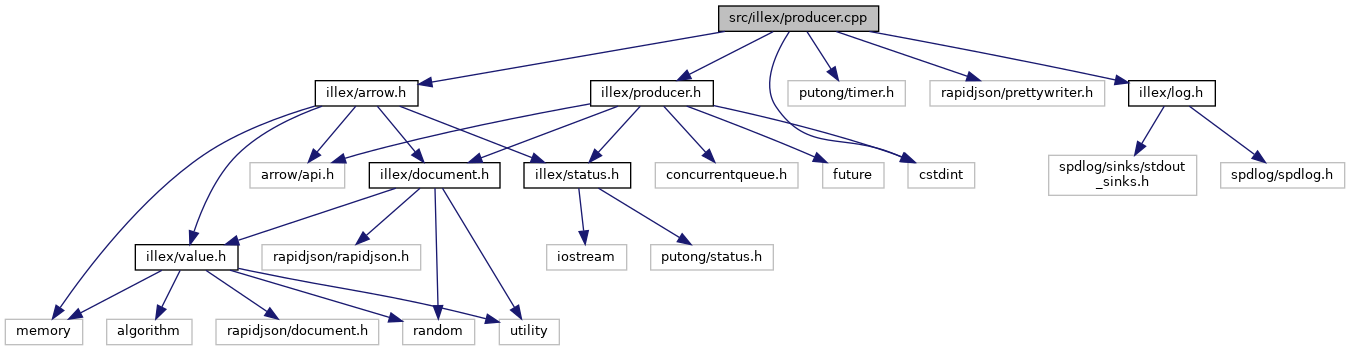 src/illex/producer.cpp
illex/arrow.h
illex/producer.h
putong/timer.h
rapidjson/prettywriter.h
illex/log.h
arrow/api.h
illex/document.h
illex/status.h
concurrentqueue.h
future
cstdint
spdlog/sinks/stdout
_sinks.h
spdlog/spdlog.h
illex/value.h
rapidjson/rapidjson.h
iostream
putong/status.h
memory
algorithm
rapidjson/document.h
random
utility